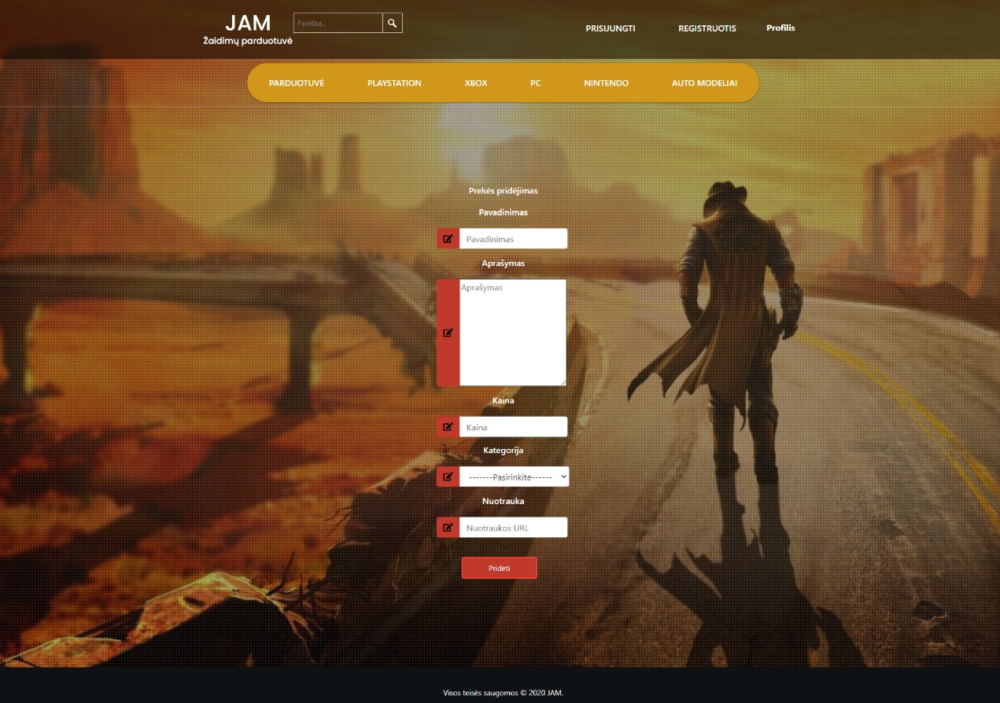 JAM
Žaidimų parduotuvė
Paieška..
PRISIJUNGTI
REGISTRUOTIS
Profilis
PARDUOTUVĖ
PLAYSTATION
XBOX
PC
NINTENDO
AUTO MODELIAI
Prekės pridėjimas
Pavadinimas
Pavadinimas
Aprašymas
Aprašymas
Kaina
Kaina
Kategorija
-------Pasirinkite------
Nuotrauka
Nuotraukos URL
Pridėti
Visos teisės saugomos © 2020 JAM.